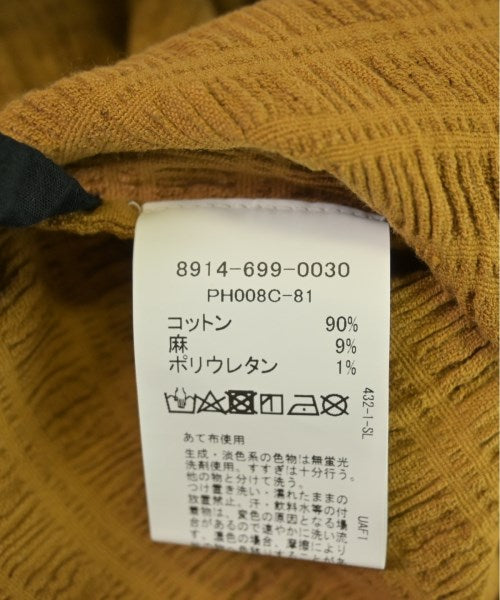 8914-699-0030
PH008C-81
コットン 90%
麻 9%
ポリウレタン 1%
432-1-SL
あて布使用
生成・淡色系の色物は無蛍光
洗剤使用、すすぎは十分行う。
他の物と分けて洗う。
つけ置き洗い・濡れたままの
放置禁止、汗・飲料水等の付
着物は、変色の原因となる場
合があるので速やかに洗い流
す。濃色の場合、摩擦により
UAF1